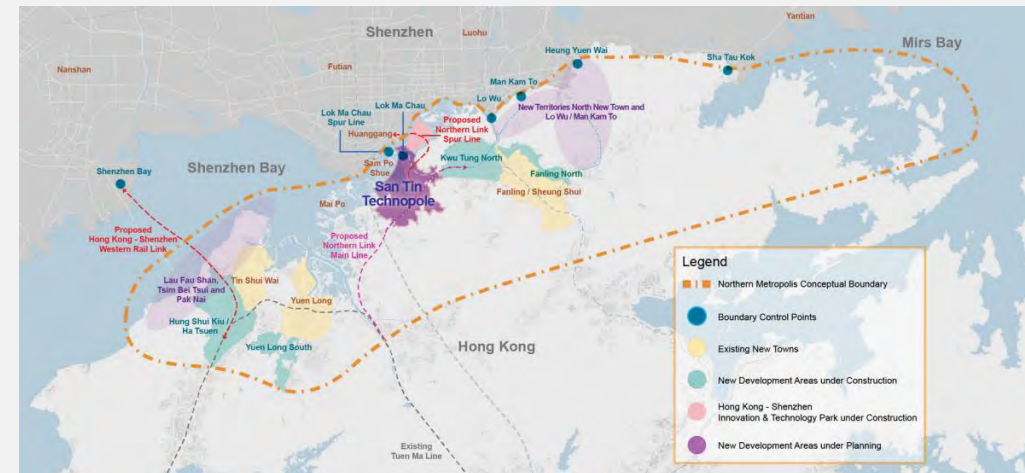 Yantian
Shenzhen
Luohu
Mirs Bay
Heung Yuen Wai
Sha Tau Kok
Nanshan
Futian
Man Kam To
Lok Ma Chau
Lo Wu
New Territories North New Town and
Lo Wu / Man Kam To
Lok Ma Chau
Spur Line
Proposed
Northern Link
Spur Line
Huanggang
Shenzhen Bay
Shenzhen Bay
Sam Po
Shue
Kwu Tung North
Fanling North
San Tin
Technopole
Fanling / Sheung Shui
Mai Po
Proposed
Hong Kong - Shenzhen
Western Rail Link
Proposed
Northern Link
Main Line
Lau Fau Shan,
Tsim Bei Tsui and
Pak Nai
Tin Shui Wai
Yuen Long
Hung Shui Kiu /
Ha Tsuen
Yuen Long South
Hong Kong
Existing
Tuen Ma Line
Legend
Northern Metropolis Conceptual Boundary
Boundary Control Points
Existing New Towns
New Development Areas under Construction
Hong Kong - Shenzhen
Innovation & Technology Park under Construction
New Development Areas under Planning